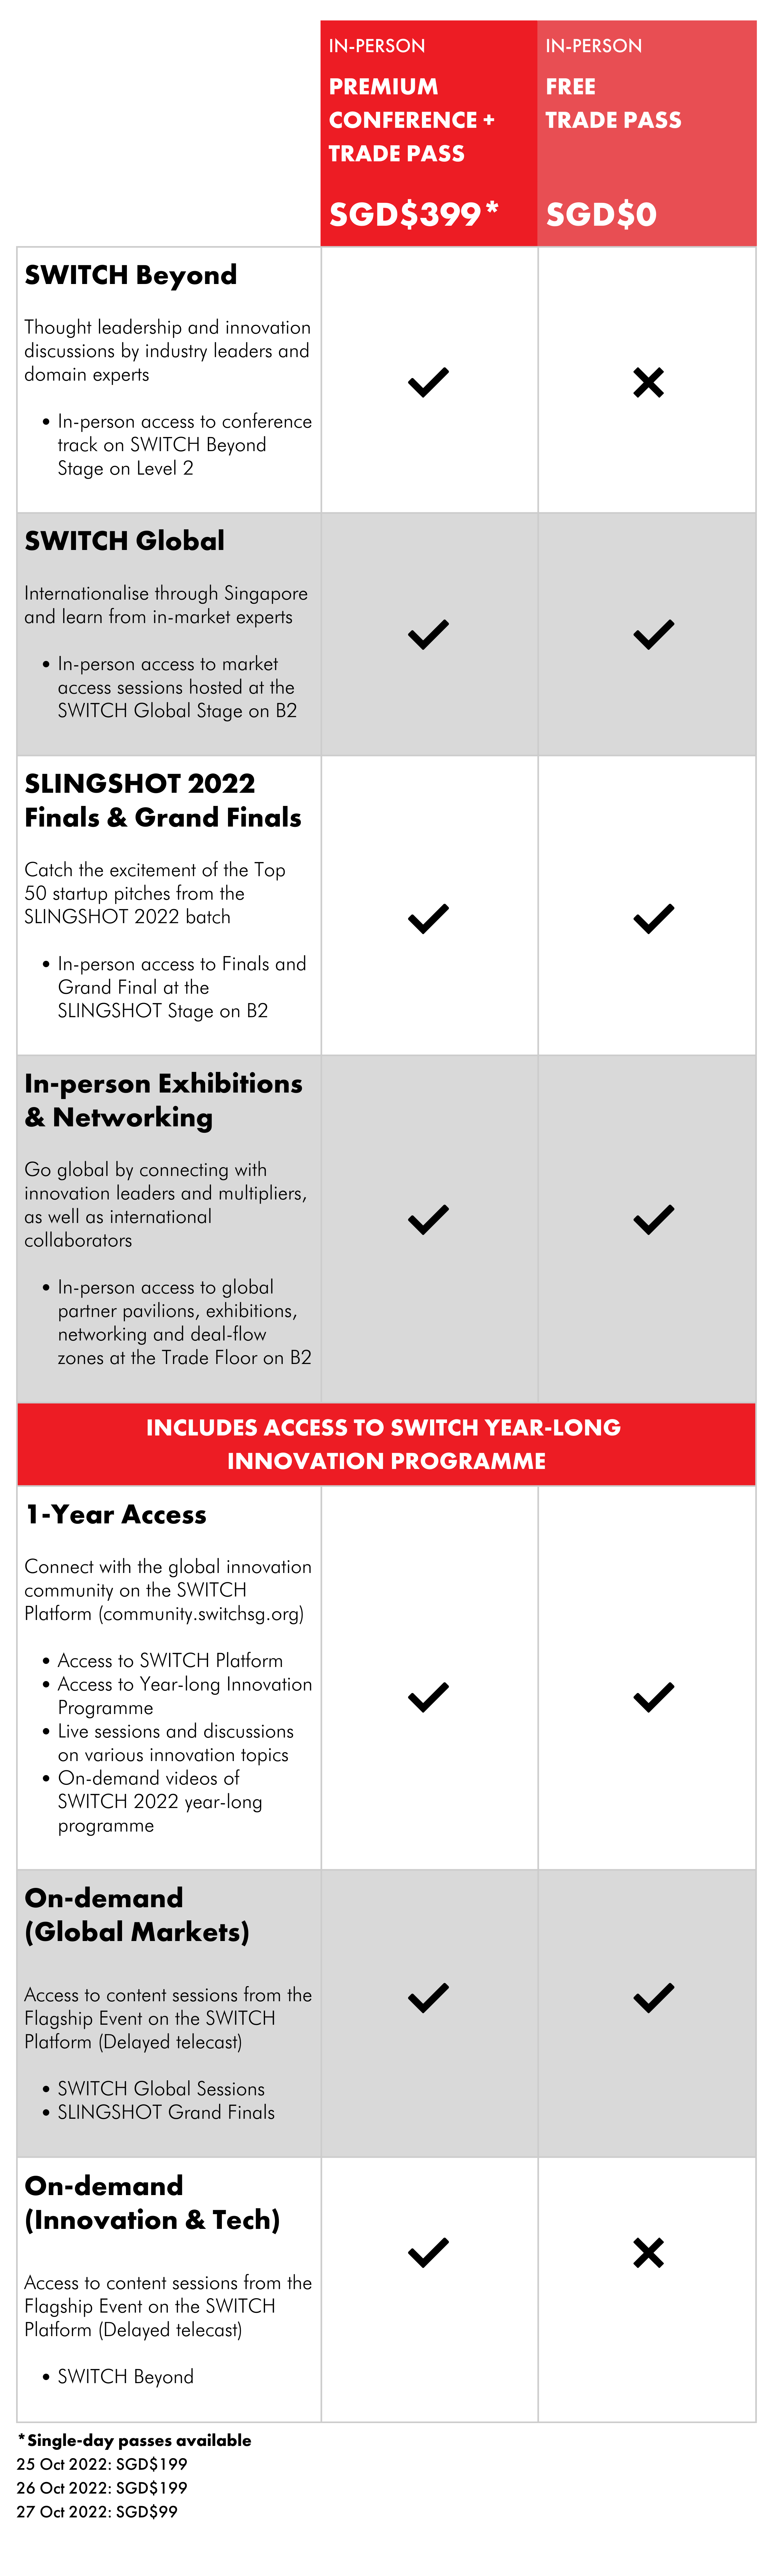 IN-PERSON
PREMIUM
CONFERENCE +
TRADE PASS
SGD$399*
IN-PERSON
FREE
TRADE PASS
SGD$0
SWITCH Beyond
Thought leadership and innovation
discussions by industry leaders and
domain experts
• In-person access to conference
track on SWITCH Beyond
Stage on Level 2
SWITCH Global
Internationalise through Singapore
and learn from in-market experts
• In-person access to market
access sessions hosted at the
SWITCH Global Stage on B2
SLINGSHOT 2022
Finals & Grand Finals
Catch the excitement of the Top
50 startup pitches from the
SLINGSHOT 2022 batch
• In-person access to Finals and
Grand Final at the
SLINGSHOT Stage on B2
In-person Exhibitions
& Networking
Go global by connecting with
innovation leaders and multipliers,
as well as international
collaborators
• In-person access to global
partner pavilions, exhibitions,
networking and deal-flow
zones at the Trade Floor on B2
INCLUDES ACCESS TO SWITCH YEAR-LONG
INNOVATION PROGRAMME
1-Year Access
Connect with the global innovation
community on the SWITCH
Platform (community.switchsg.org)
• Access to SWITCH Platform
• Access to Year-long Innovation
Programme
• Live sessions and discussions
on various innovation topics
• On-demand videos of
SWITCH 2022 year-long
programme
On-demand
(Global Markets)
Access to content sessions from the
Flagship Event on the SWITCH
Platform (Delayed telecast)
• SWITCH Global Sessions
• SLINGSHOT Grand Finals
On-demand
(Innovation & Tech)
Access to content sessions from the
Flagship Event on the SWITCH
Platform (Delayed telecast)
• SWITCH Beyond
*Single-day passes available
25 Oct 2022: SGD$199
26 Oct 2022: SGD$199
27 Oct 2022: SGD$99